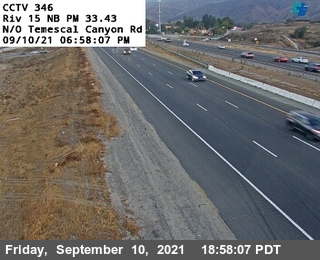 CCTV 346
Riv 15 NB PM 33.43
N/O Temescal Canyon Rd
09/10/21 06:58:07 PM
Friday, September 10, 2021 18:58:07 PDT